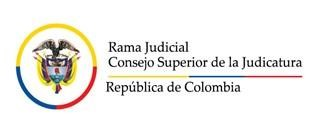 Rama Judicial
Consejo Superior de la Judicatura
República de Colombia